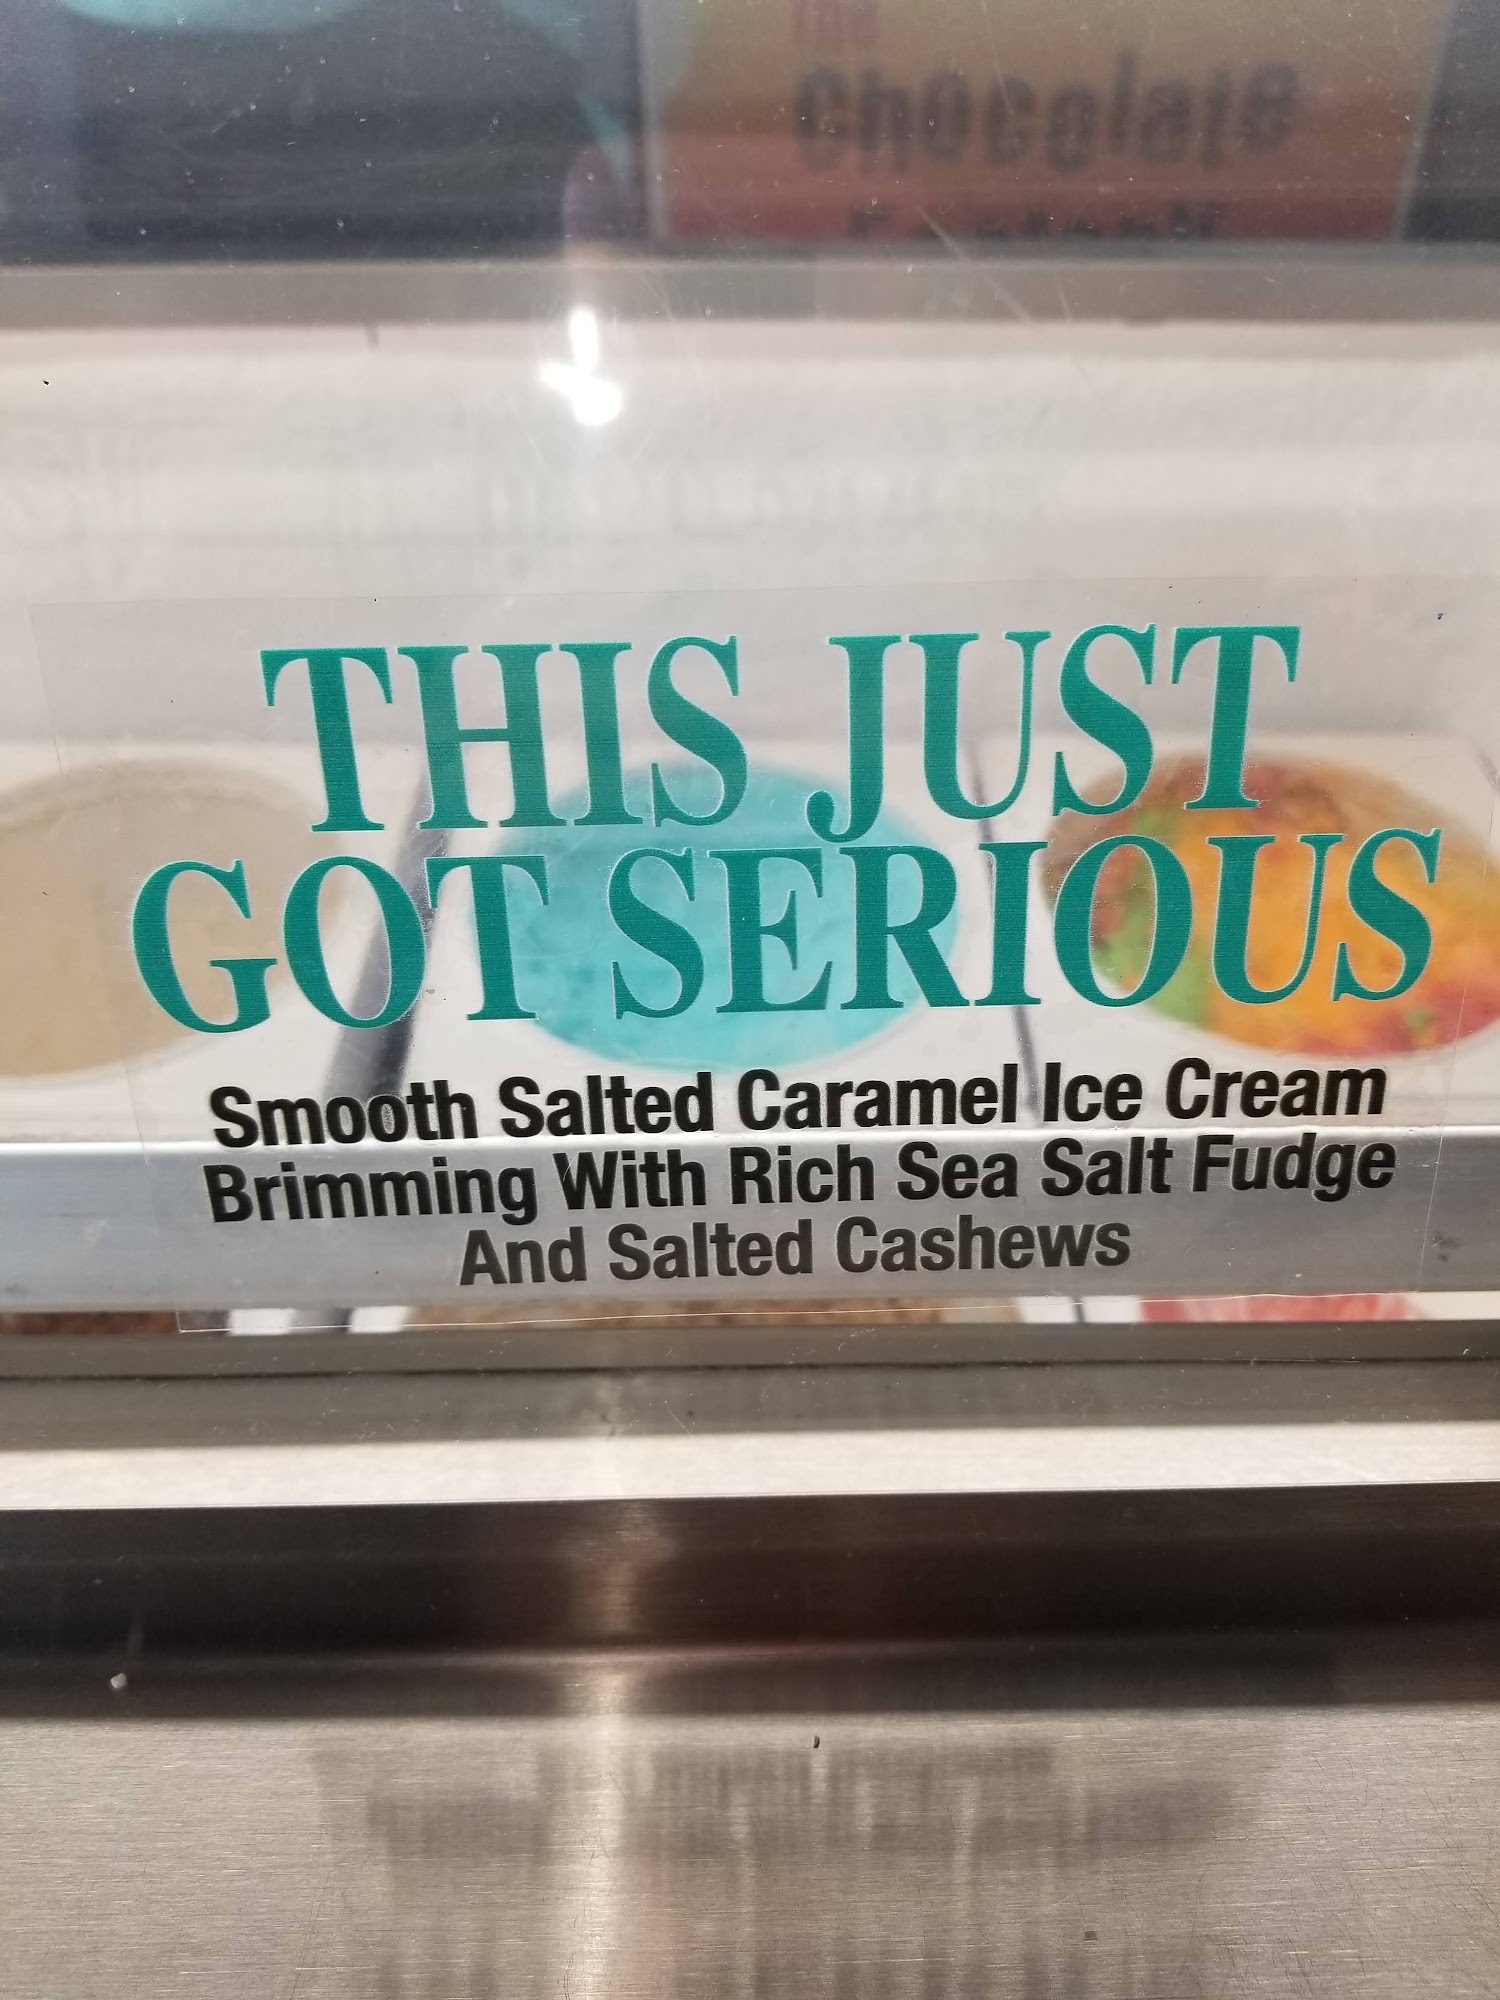 Chocolate
THIS JUST
GOT SERIOUS
Smooth Salted Caramel Ice Cream
Brimming With Rich Sea Salt Fudge
And Salted Cashews